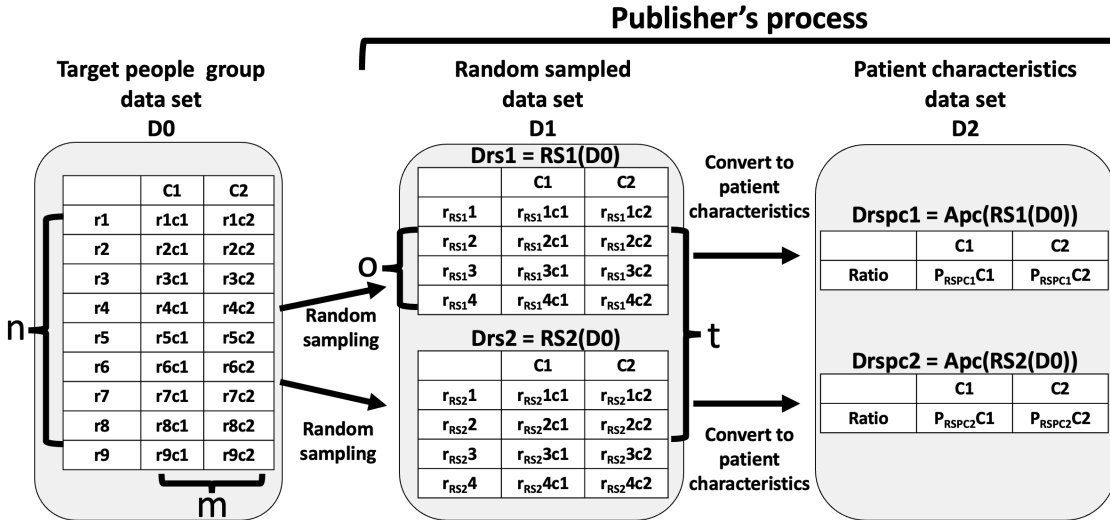 Publisher's process
Target people group
data set
D0
C1 C2
r1 r1c1 r1c2
r2 r2c1 r2c2
r3 r3c1 r3c2
r4 r4c1 r4c2
r5 r5c1 r5c2
r6 r6c1 r6c2
r7 r7c1 r7c2
r8 r8c1 r8c2
r9 r9c1 r9c2
n
m
Random
sampling
Random
sampling
Random sampled
data set
D1
Drs1 = RS1(D0)
C1 C2
rRS11 rRS11c1 rRS11c2
rRS12 rRS12c1 rRS12c2
rRS13 rRS13c1 rRS13c2
rRS14 rRS14c1 rRS14c2
o
Drs2 = RS2(D0)
C1 C2
rRS21 rRS21c1 rRS21c2
rRS22 rRS22c1 rRS22c2
rRS23 rRS23c1 rRS23c2
rRS24 rRS24c1 rRS24c2
t
Convert to
patient
characteristics
Convert to
patient
characteristics
Patient characteristics
data set
D2
Drspc1 = Apc(RS1(D0))
C1 C2
Ratio PRSPC1C1 PRSPC1C2
Drspc2 = Apc(RS2(D0))
C1 C2
Ratio PRSPC2C1 PRSPC2C2